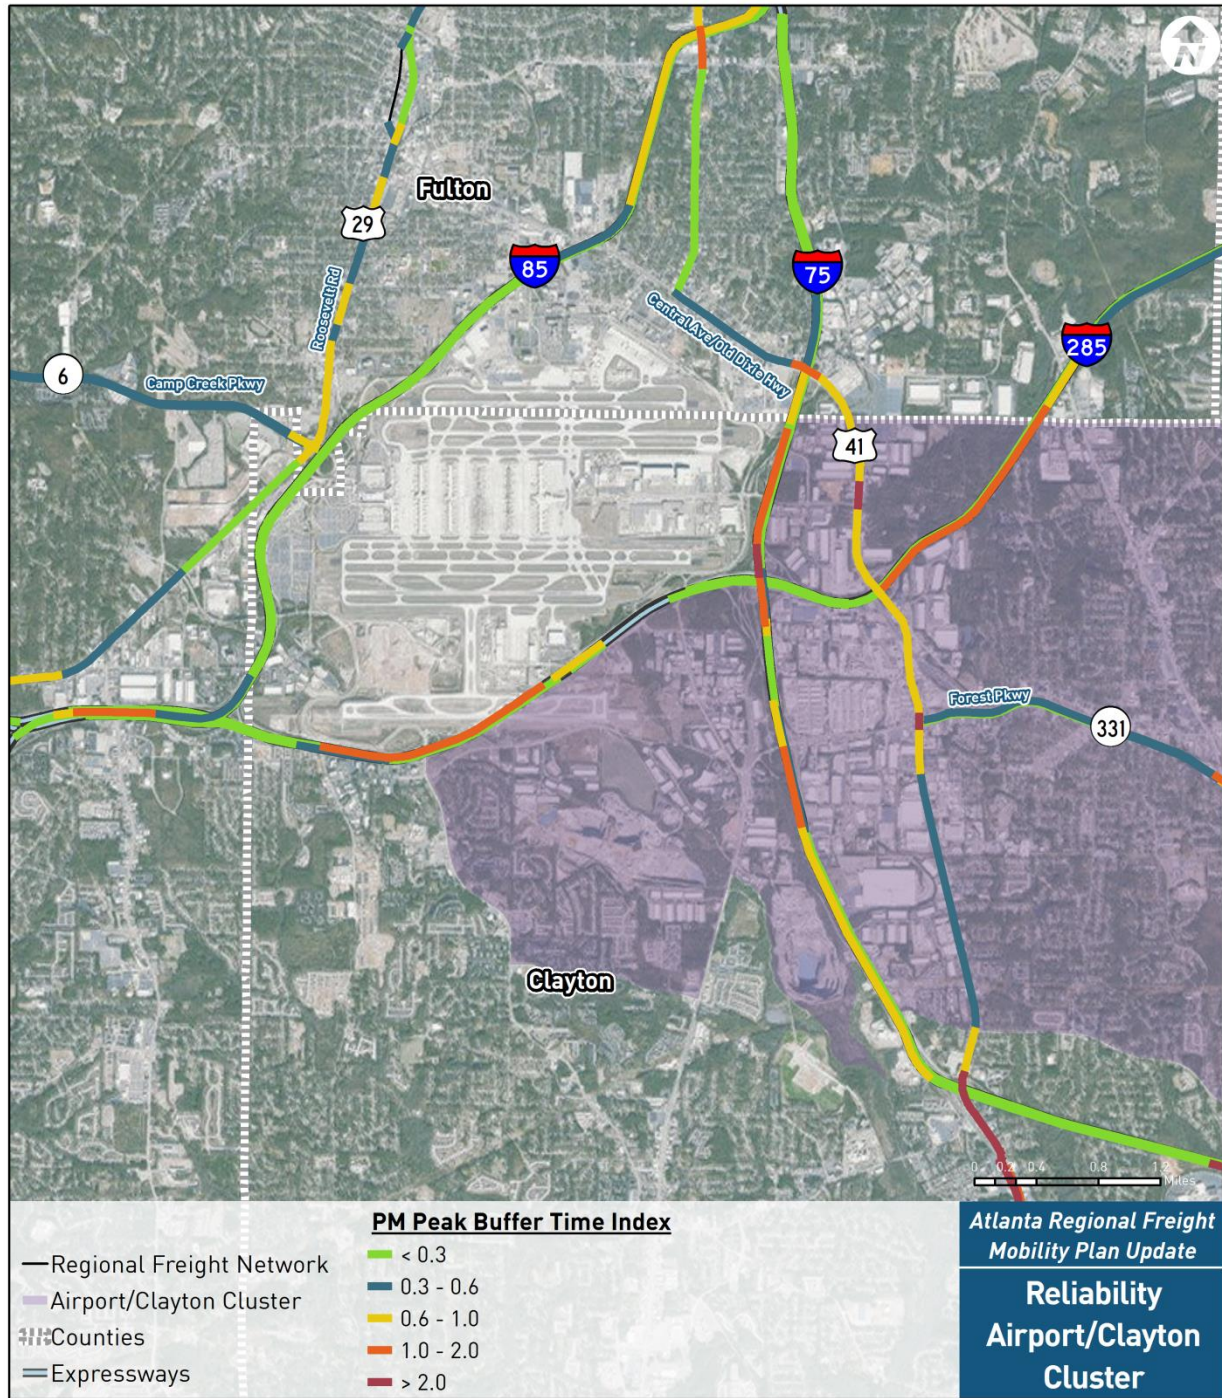 N
Fulton
29
85
75
Roosevelt Rd
Central Ave/Old Dixie Hwy
285
6
Camp Creek Pkwy
41
Forest Pkwy
331
Clayton
0 0.2 0.4 0.8 1.2
Miles
Regional Freight Network
Airport/Clayton Cluster
Counties
Expressways
PM Peak Buffer Time Index
< 0.3
0.3 - 0.6
0.6 - 1.0
1.0 - 2.0
> 2.0
Atlanta Regional Freight
Mobility Plan Update
Reliability
Airport/Clayton
Cluster